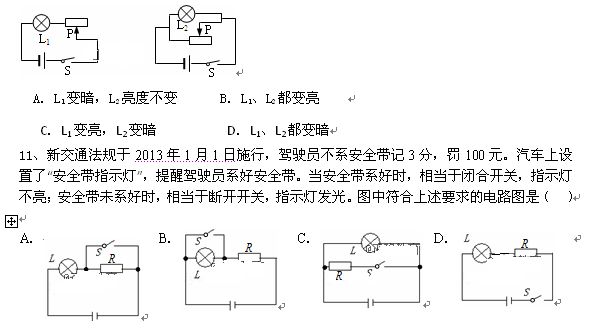 L₁ P S L₂ P S
A. L₁变暗，L₂亮度不变 B. L₁、L₂都变亮
C. L₁变亮，L₂变暗 D. L₁、L₂都变暗
11、新交通法规于2013年1月1日施行，驾驶员不系安全带记3分，罚100元。汽车上设
置了“安全带指示灯”，提醒驾驶员系好安全带。当安全带系好时，相当于闭合开关，指示灯
不亮；安全带未系好时，相当于断开开关，指示灯发光。图中符合上述要求的电路图是（ ）
A. S L R B. S L R C. L R S D. L R S